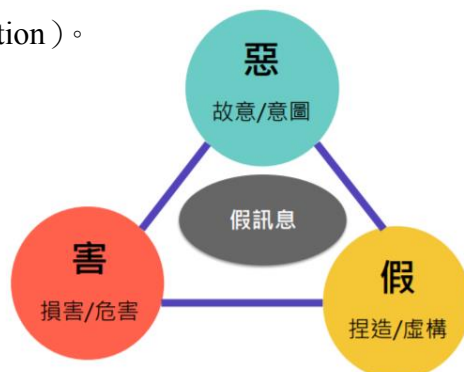 tion）。
惡
故意/意圖
假訊息
害
損害/危害
假
捏造/虛構